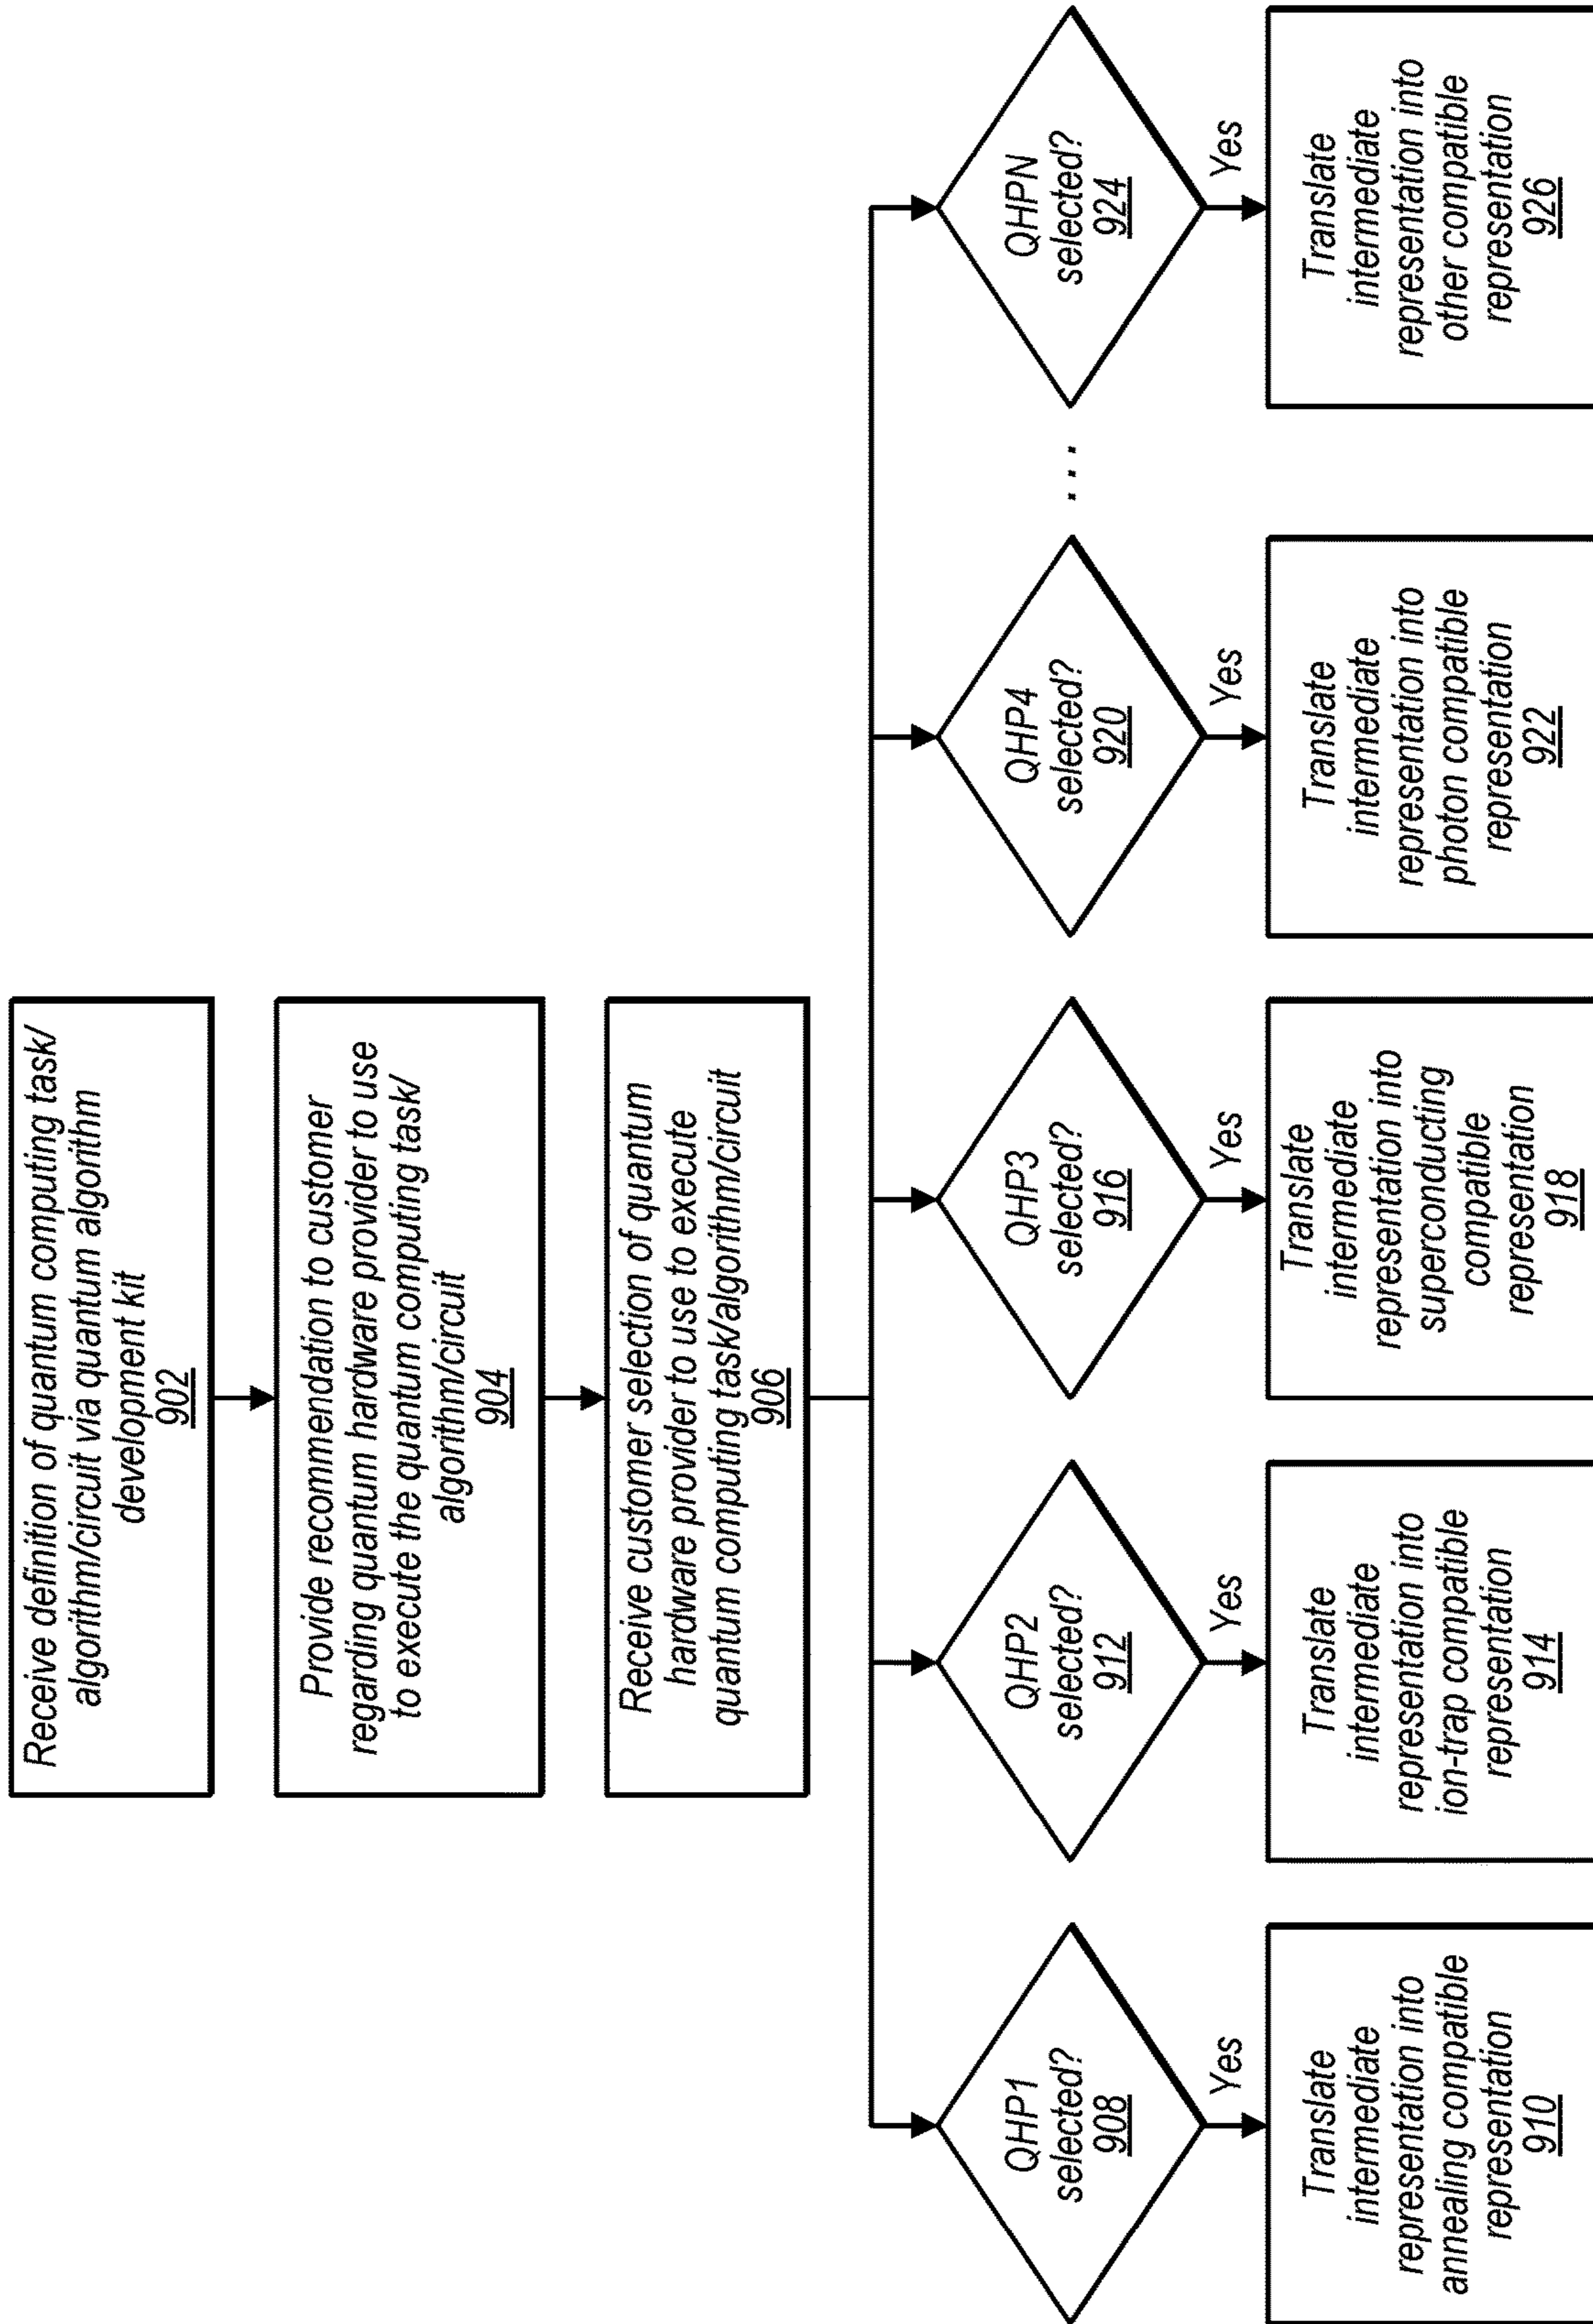 Receive definition of quantum computing task/
algorithm/circuit via quantum algorithm
development kit
902
Provide recommendation to customer
regarding quantum hardware provider to use
to execute the quantum computing task/
algorithm/circuit
904
Receive customer selection of quantum
hardware provider to use to execute
quantum computing task/algorithm/circuit
906
QHP1
selected?
908
Yes
Translate
intermediate
representation into
annealing compatible
representation
910
QHP2
selected?
912
Yes
Translate
intermediate
representation into
ion-trap compatible
representation
914
QHP3
selected?
916
Yes
Translate
intermediate
representation into
superconducting
compatible
representation
918
QHP4
selected?
920
Yes
Translate
intermediate
representation into
photon compatible
representation
922
...
QHPN
selected?
924
Yes
Translate
intermediate
representation into
other compatible
representation
926